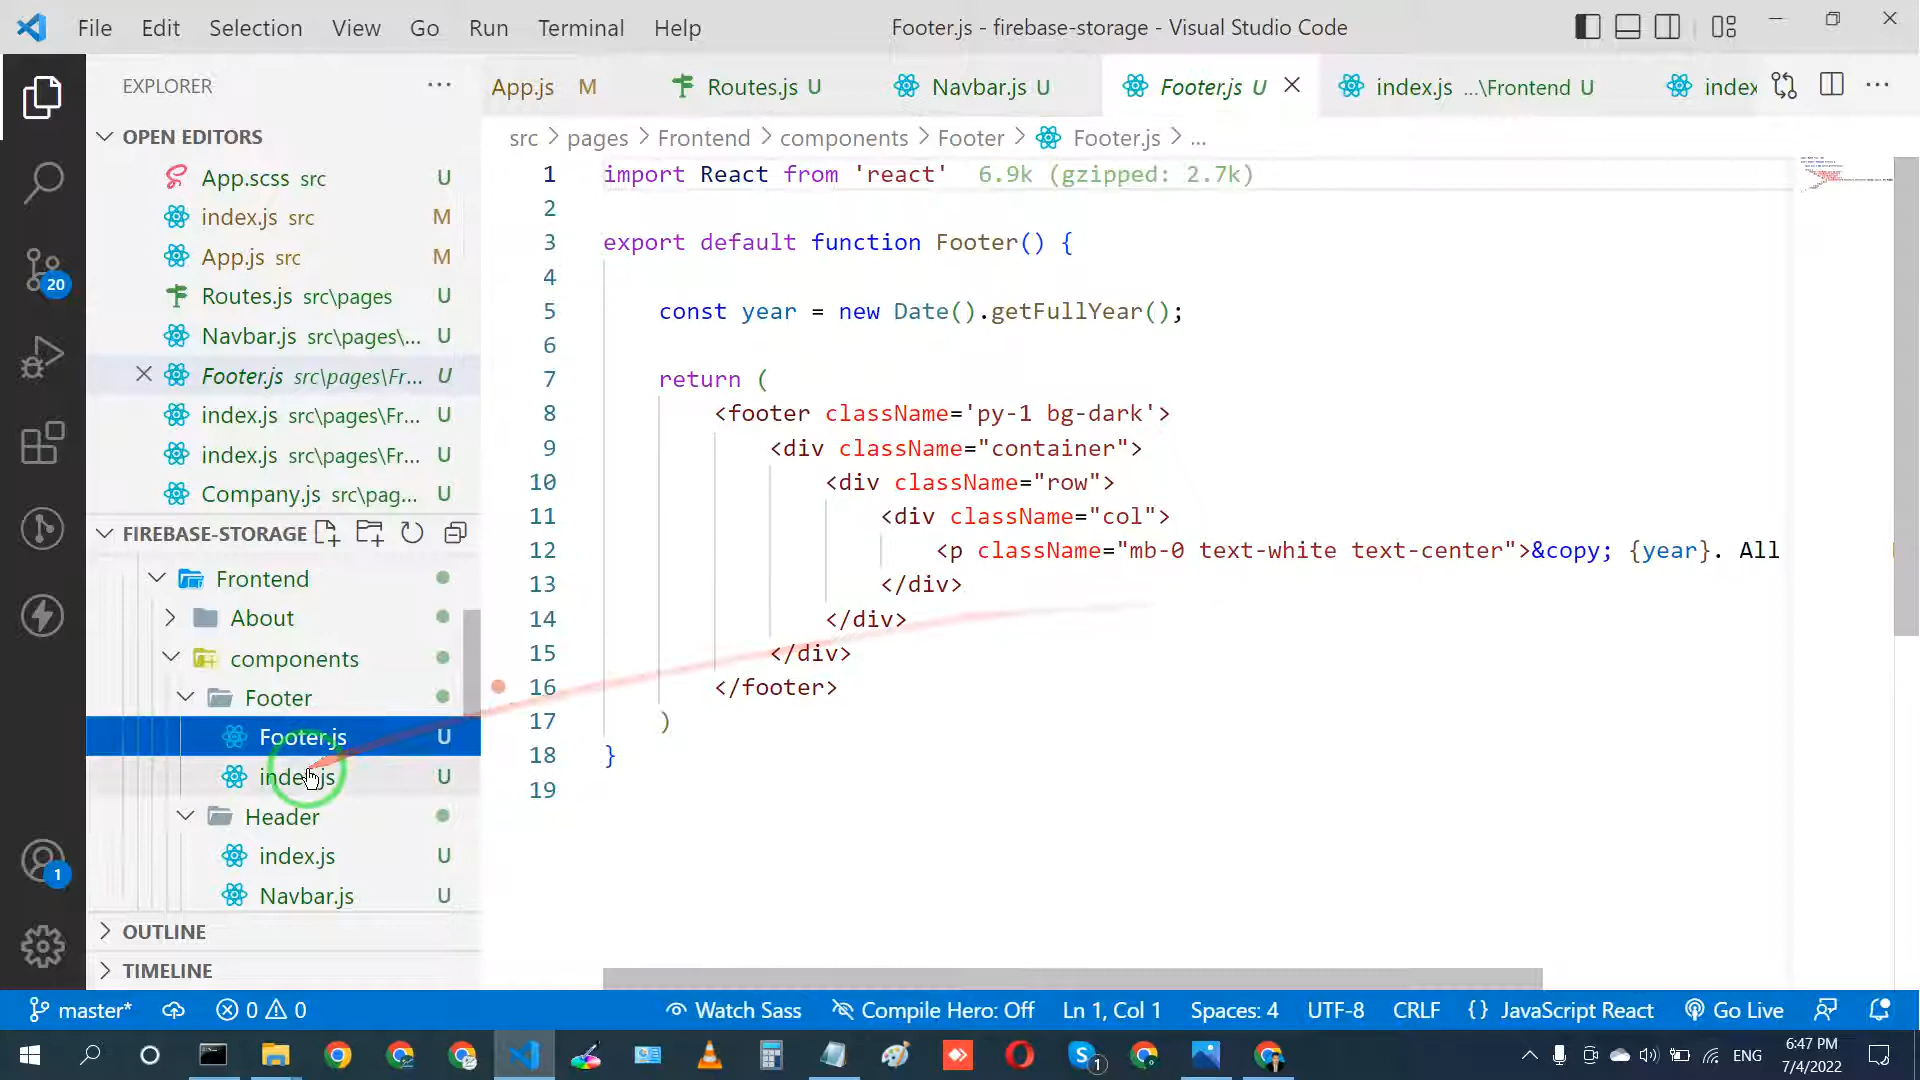 File Edit Selection View Go Run Terminal Help
Footer.js - firebase-storage - Visual Studio Code
EXPLORER
App.js M
Routes.js U
Navbar.js U
Footer.js U
index.js ...\Frontend U
index
OPEN EDITORS
App.scss src U
index.js src M
App.js src M
Routes.js src\pages U
Navbar.js src\pages\... U
Footer.js src\pages\Fr... U
index.js src\pages\Fr... U
index.js src\pages\Fr... U
Company.js src\pag... U
FIREBASE-STORAGE
Frontend
About
components
Footer
Footer.js U
index.js U
Header
index.js U
Navbar.js U
OUTLINE
TIMELINE
src > pages > Frontend > components > Footer > Footer.js > ...
1 import React from 'react' 6.9k (gzipped: 2.7k)
2
3 export default function Footer() {
4
5 const year = new Date().getFullYear();
6
7 return (
8 <footer className='py-1 bg-dark'>
9 <div className="container">
10 <div className="row">
11 <div className="col">
12 <p className="mb-0 text-white text-center">&copy; {year}. All
13 </div>
14 </div>
15 </div>
16 </footer>
17 )
18 }
19
20
1
master* 0 0 Watch Sass Compile Hero: Off Ln 1, Col 1 Spaces: 4 UTF-8 CRLF {} JavaScript React Go Live
1
ENG
6:47 PM
7/4/2022